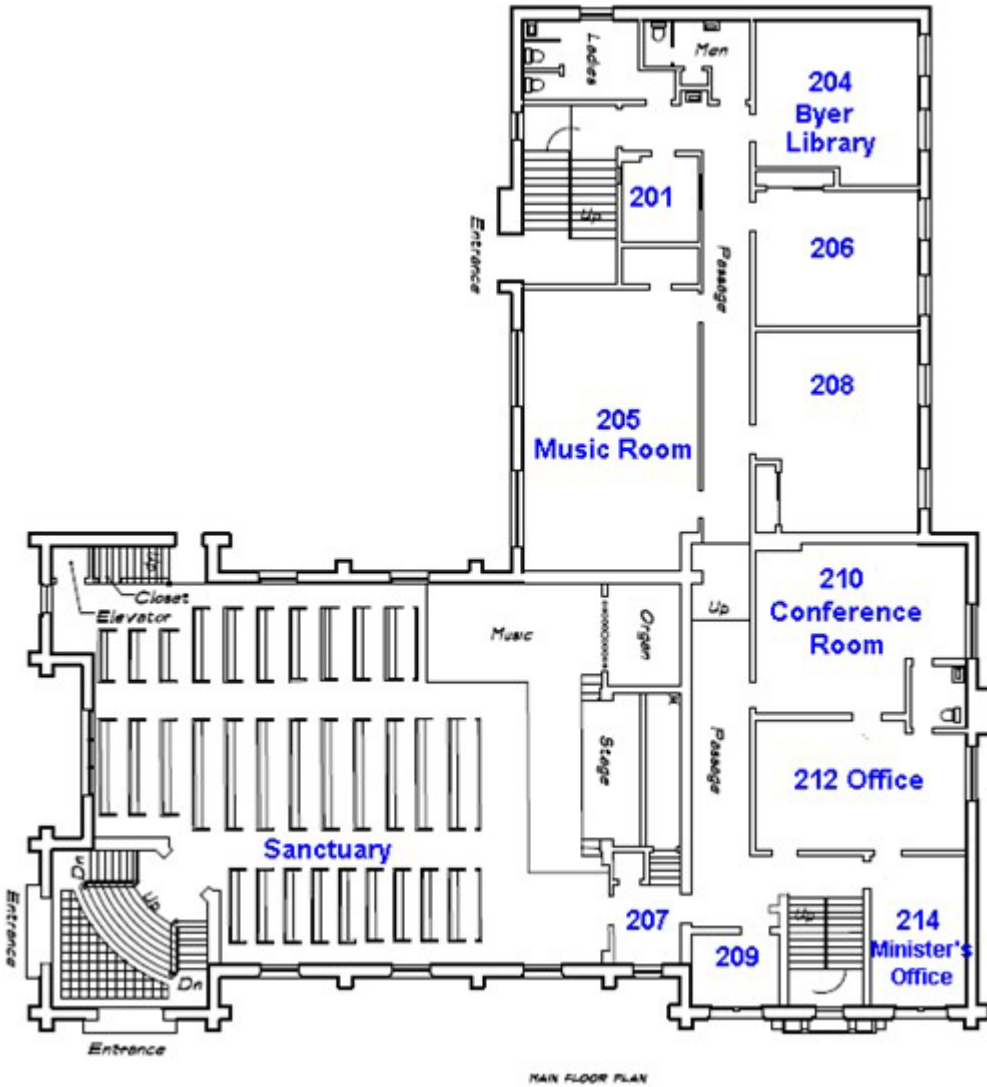 Ladies
Men
204
Byer
Library
201
Up
Entrance
Passage
206
208
205
Music Room
Up
Closet
Elevator
Music
Organ
Up
210
Conference
Room
Stage
Passage
212 Office
Sanctuary
Dn
Up
Entrance
207
Up
214
Minister's
Office
209
Dn
Entrance
MAIN FLOOR PLAN